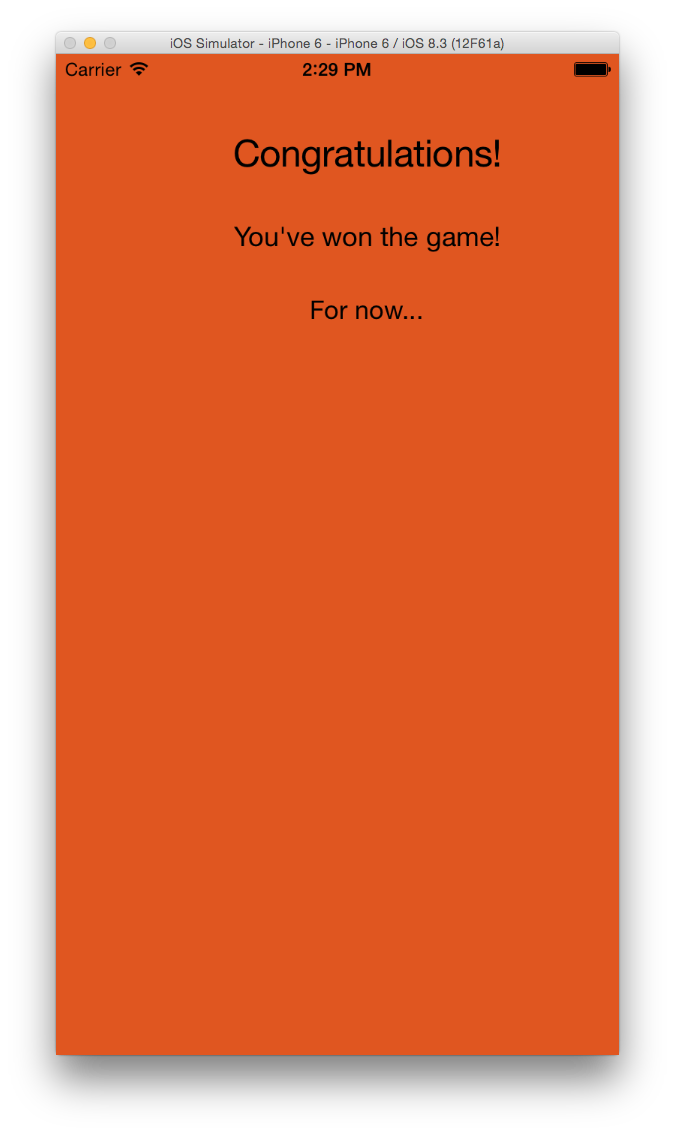 iOS Simulator - iPhone 6 - iPhone 6 / iOS 8.3 (12F61a)
Carrier 2:29 PM
Congratulations!
You've won the game!
For now...